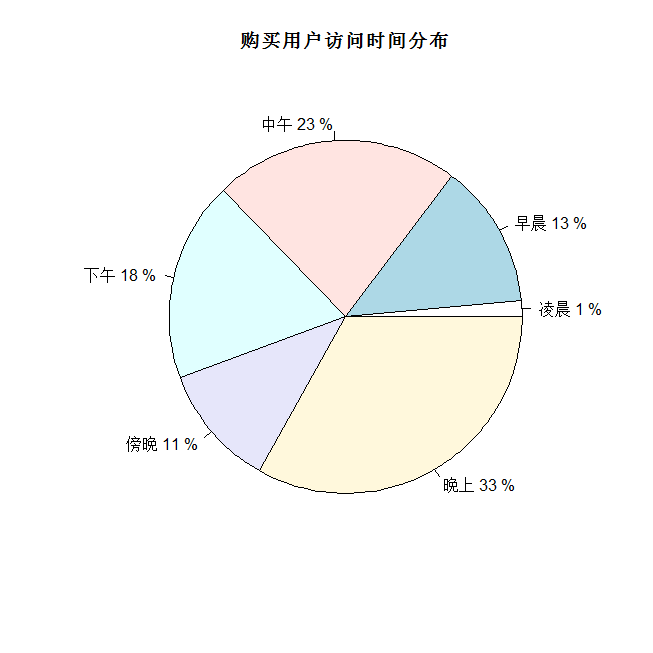 购买用户访问时间分布
中午 23 %
早晨 13 %
下午 18 %
凌晨 1 %
傍晚 11 %
晚上 33 %